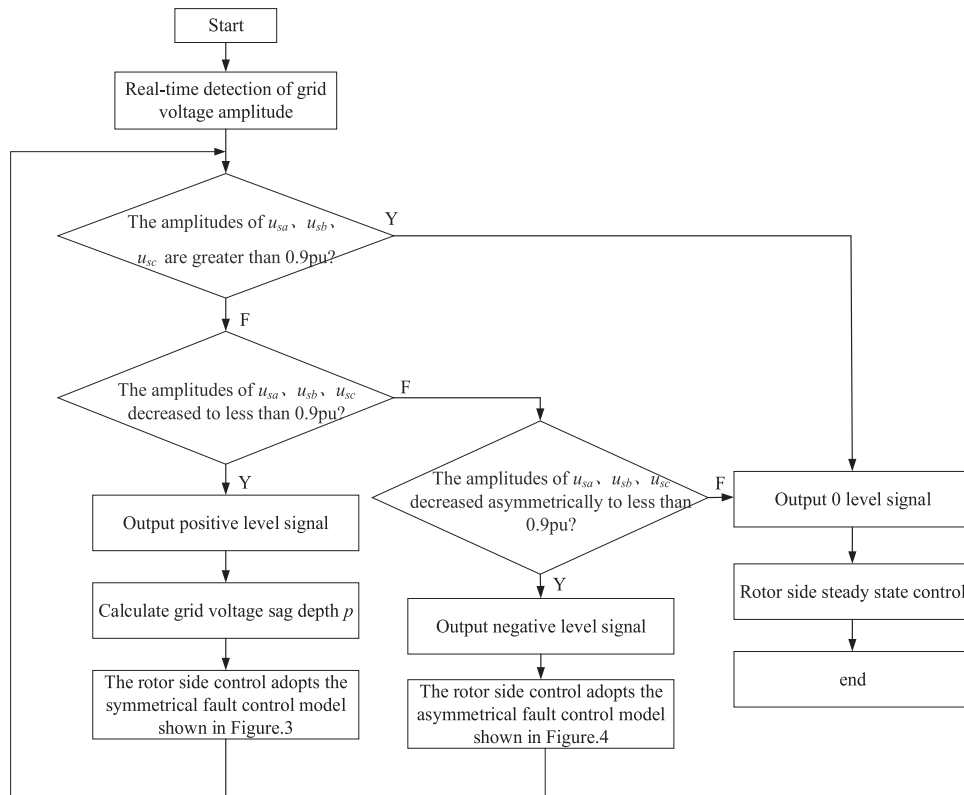 Start
Real-time detection of grid
voltage amplitude
The amplitudes of usa、usb、
usc are greater than 0.9pu?
Y
F
The amplitudes of usa、usb、usc
decreased to less than 0.9pu?
F
Y
The amplitudes of usa、usb、usc
decreased asymmetrically to less than
0.9pu?
F
Y
Output 0 level signal
Output positive level signal
Rotor side steady state control
Calculate grid voltage sag depth p
Output negative level signal
end
The rotor side control adopts the
symmetrical fault control model
shown in Figure.3
The rotor side control adopts the
asymmetrical fault control model
shown in Figure.4